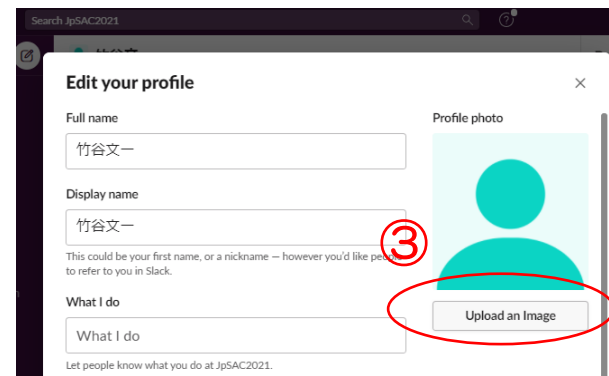 Search JpSAC2021
Edit your profile
Full name
Profile photo
竹谷文一
Display name
竹谷文一
③
This could be your first name, or a nickname — however you'd like people
to refer to you in Slack.
What I do
Upload an Image
What I do
Let people know what you do at JpSAC2021.